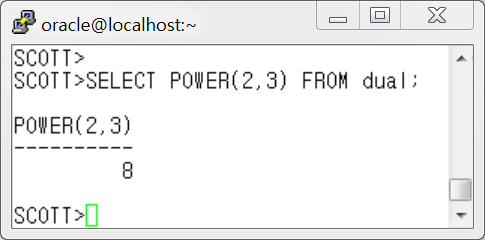 oracle@localhost:~
SCOTT>
SCOTT>SELECT POWER(2,3) FROM dual;
POWER(2,3)
----------
8
SCOTT>